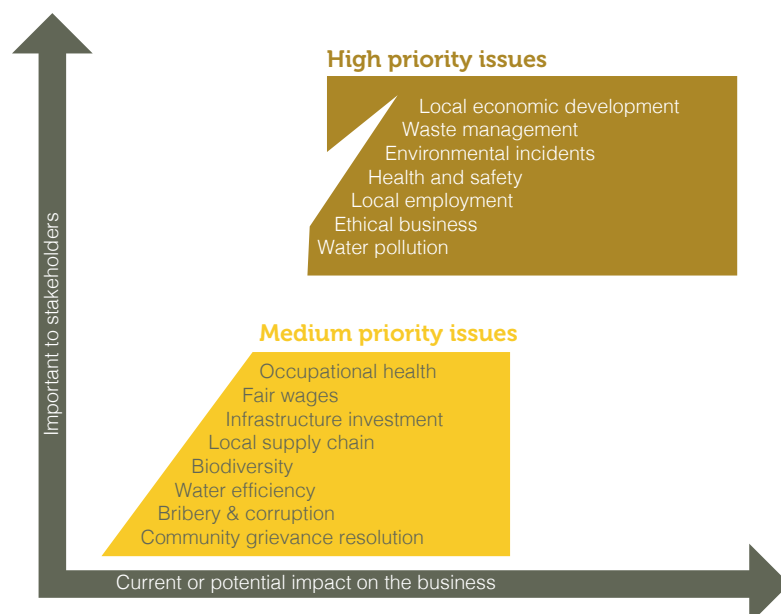 High priority issues
Local economic development
Waste management
Environmental incidents
Health and safety
Local employment
Ethical business
Water pollution
Important to stakeholders
Medium priority issues
Occupational health
Fair wages
Infrastructure investment
Local supply chain
Biodiversity
Water efficiency
Bribery & corruption
Community grievance resolution
Current or potential impact on the business